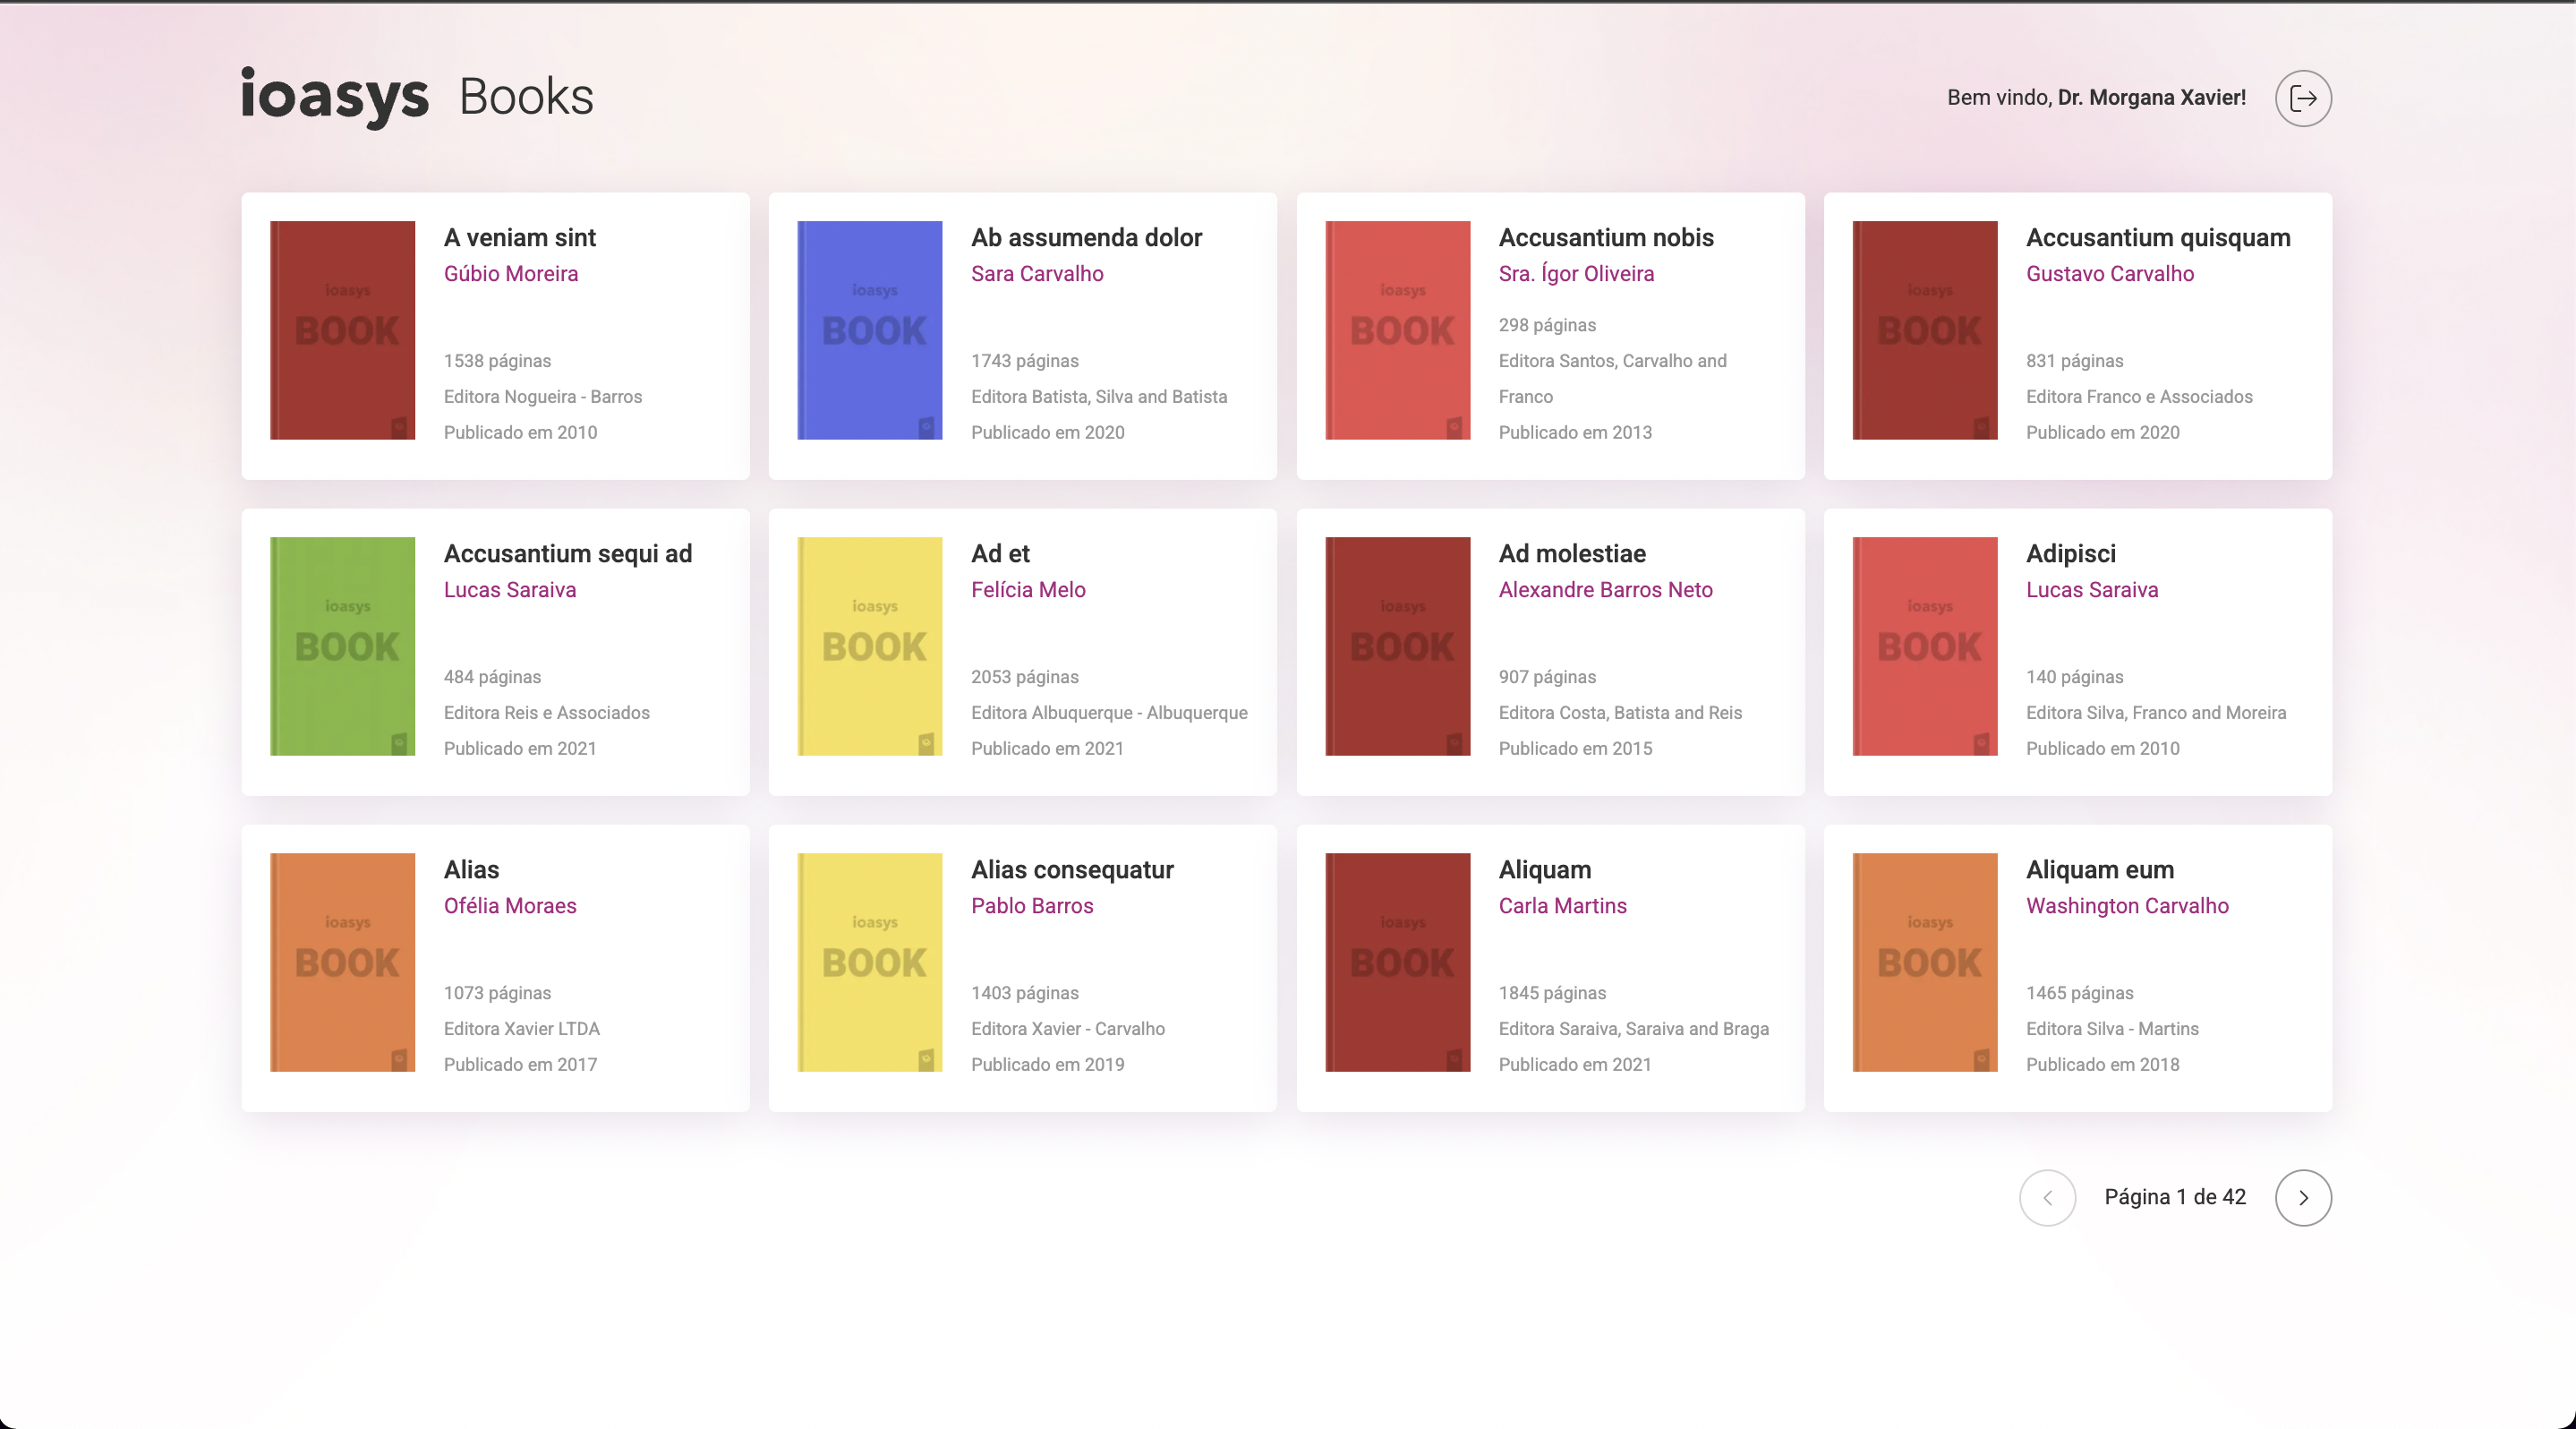 ioasys Books
Bem vindo, Dr. Morgana Xavier!
ioasys
BOOK
A veniam sint
Gúbio Moreira
1538 páginas
Editora Nogueira - Barros
Publicado em 2010
ioasys
BOOK
Ab assumenda dolor
Sara Carvalho
1743 páginas
Editora Batista, Silva and Batista
Publicado em 2020
ioasys
BOOK
Accusantium nobis
Sra. Ígor Oliveira
298 páginas
Editora Santos, Carvalho and
Franco
Publicado em 2013
ioasys
BOOK
Accusantium quisquam
Gustavo Carvalho
831 páginas
Editora Franco e Associados
Publicado em 2020
ioasys
BOOK
Accusantium sequi ad
Lucas Saraiva
484 páginas
Editora Reis e Associados
Publicado em 2021
ioasys
BOOK
Ad et
Felícia Melo
2053 páginas
Editora Albuquerque - Albuquerque
Publicado em 2021
ioasys
BOOK
Ad molestiae
Alexandre Barros Neto
907 páginas
Editora Costa, Batista and Reis
Publicado em 2015
ioasys
BOOK
Adipisci
Lucas Saraiva
140 páginas
Editora Silva, Franco and Moreira
Publicado em 2010
ioasys
BOOK
Alias
Ofélia Moraes
1073 páginas
Editora Xavier LTDA
Publicado em 2017
ioasys
BOOK
Alias consequatur
Pablo Barros
1403 páginas
Editora Xavier - Carvalho
Publicado em 2019
ioasys
BOOK
Aliquam
Carla Martins
1845 páginas
Editora Saraiva, Saraiva and Braga
Publicado em 2021
ioasys
BOOK
Aliquam eum
Washington Carvalho
1465 páginas
Editora Silva - Martins
Publicado em 2018
Página 1 de 42